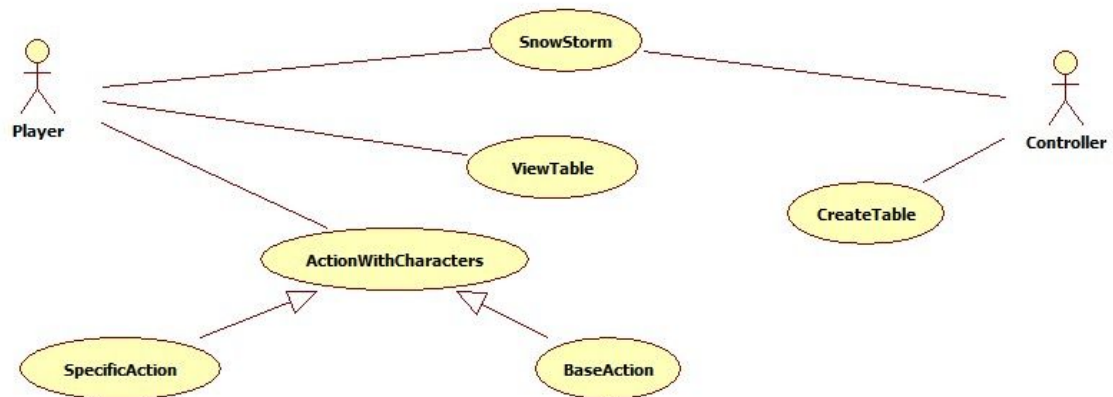 SnowStorm
Player
Controller
ViewTable
CreateTable
ActionWithCharacters
SpecificAction
BaseAction